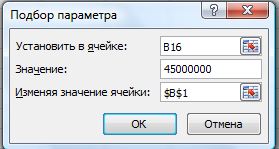 Подбор параметра
Установить в ячейке: B16
Значение: 45000000
Изменяя значение ячейки: $B$1
OK Отмена